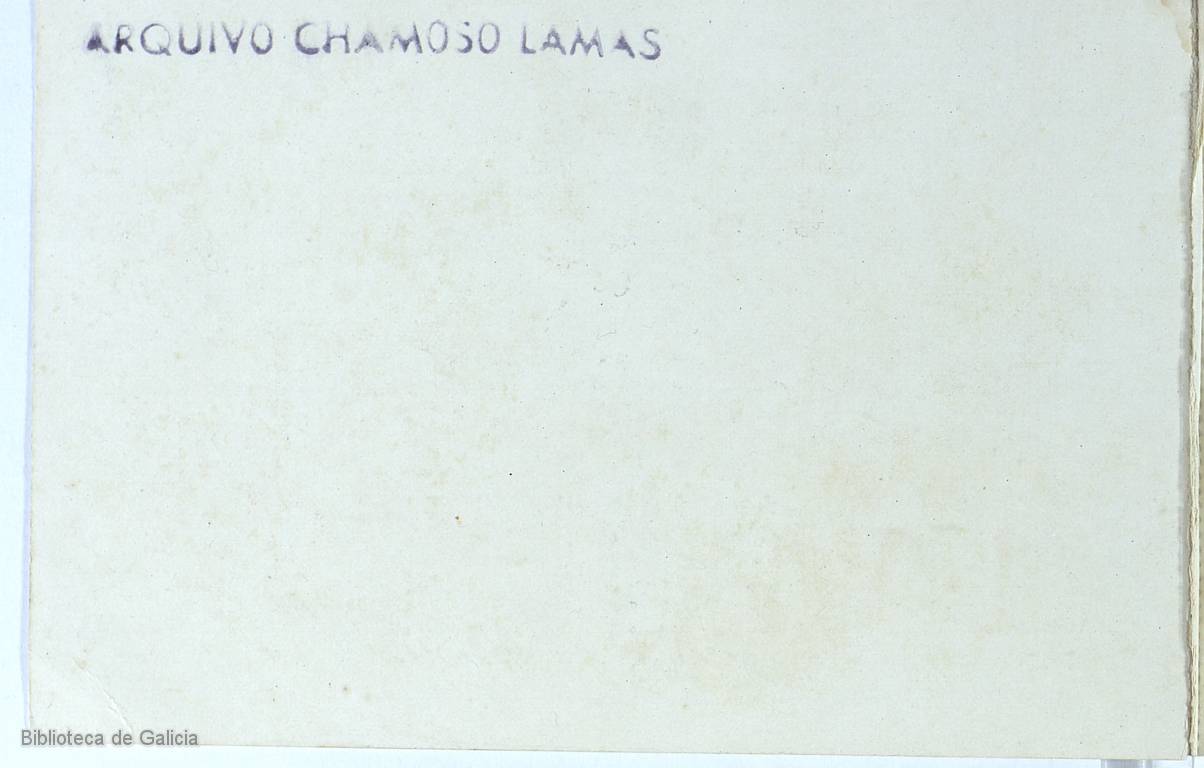 ARQUIVO CHAMOSO LAMAS
Biblioteca de Galicia